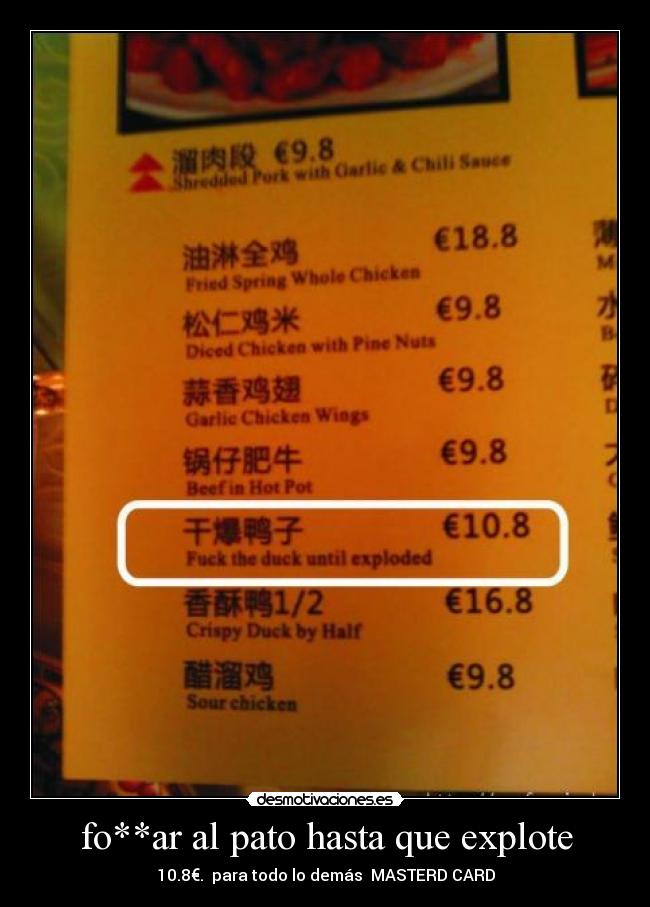 溜肉段 €9.8
Shredded Pork with Garlic & Chili Sauce
油淋全鸡 €18.8
Fried Spring Whole Chicken
松仁鸡米 €9.8
Diced Chicken with Pine Nuts
蒜香鸡翅 €9.8
Garlic Chicken Wings
锅仔肥牛 €9.8
Beef in Hot Pot
干爆鸭子 €10.8
Fuck the duck until exploded
香酥鸭1/2 €16.8
Crispy Duck by Half
醋溜鸡 €9.8
Sour chicken
薄
M
水
B
desmotivaciones.es
fo**ar al pato hasta que explote
10.8€. para todo lo demás MASTERD CARD